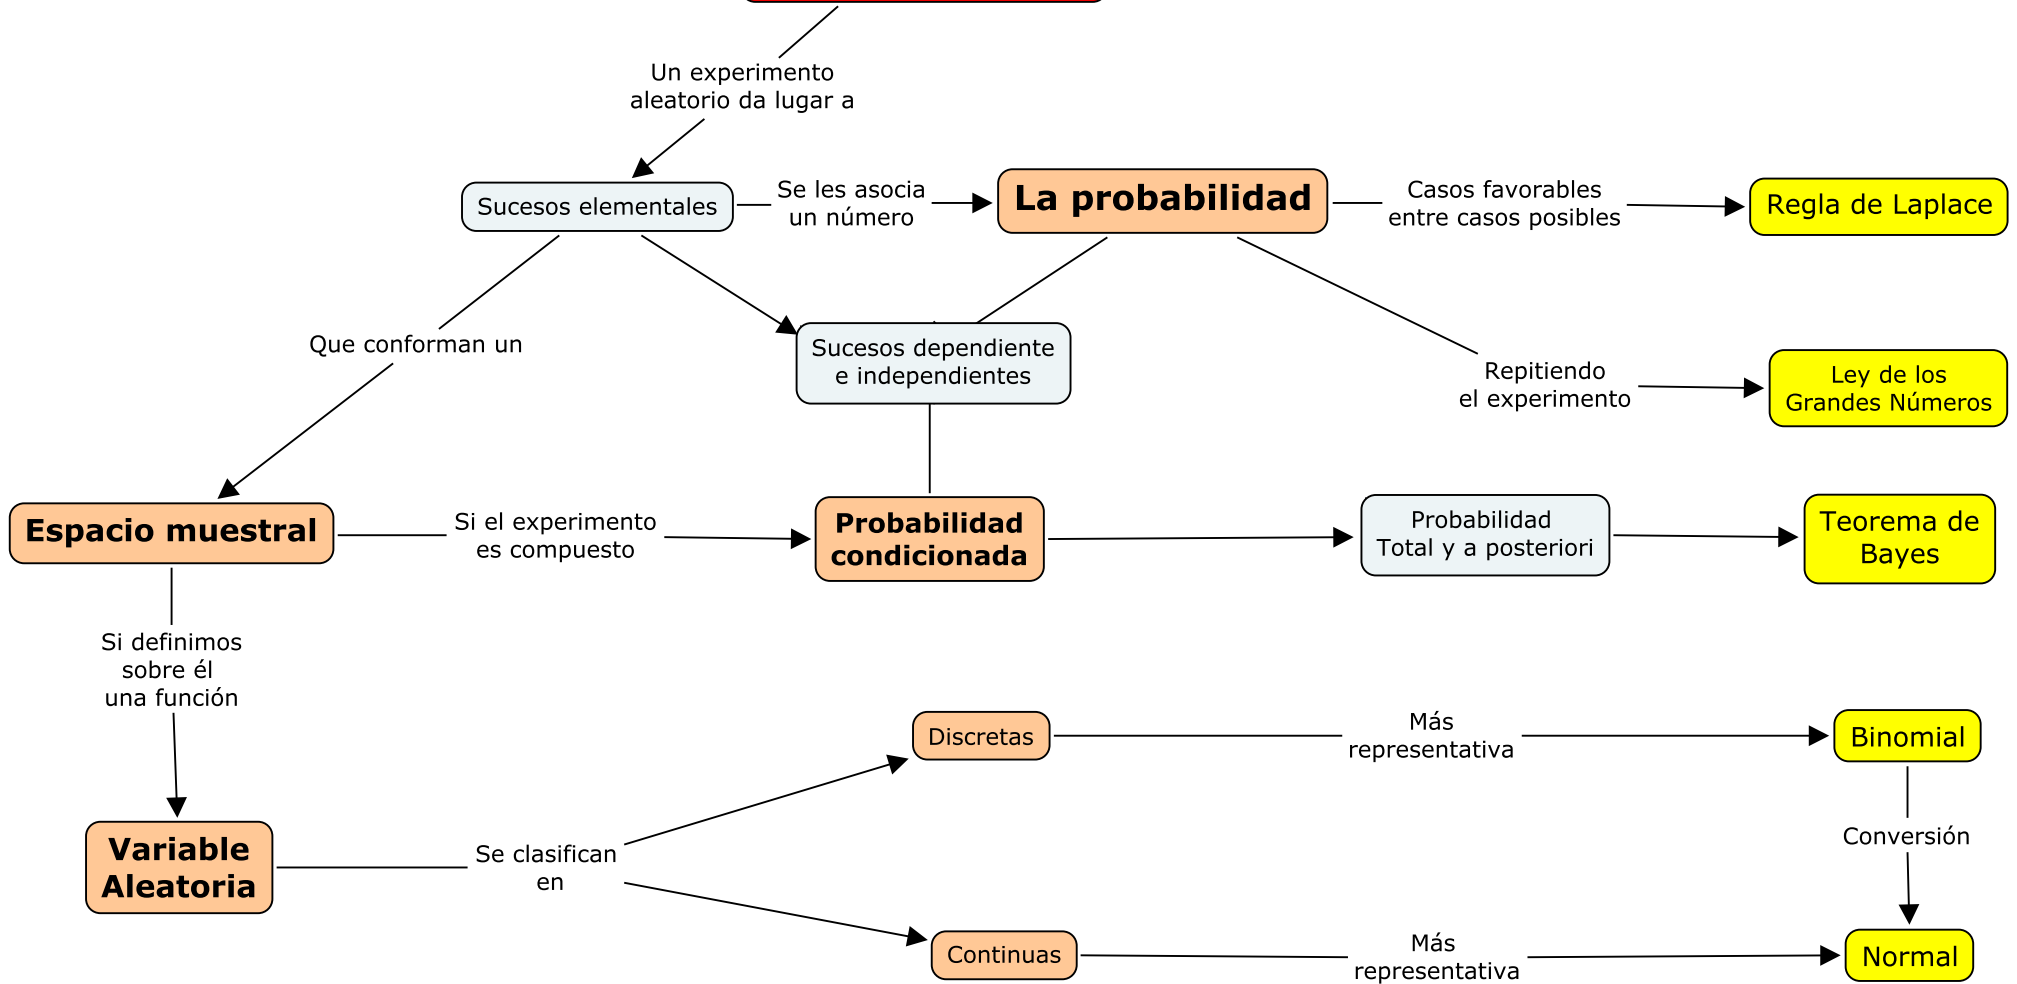 Un experimento
aleatorio da lugar a
Sucesos elementales
Se les asocia
un número
La probabilidad
Casos favorables
entre casos posibles
Regla de Laplace
Que conforman un
Sucesos dependiente
e independientes
Repitiendo
el experimento
Ley de los
Grandes Números
Espacio muestral
Si el experimento
es compuesto
Probabilidad
condicionada
Probabilidad
Total y a posteriori
Teorema de
Bayes
Si definimos
sobre él
una función
Discretas
Más
representativa
Binomial
Variable
Aleatoria
Se clasifican
en
Conversión
Continuas
Más
representativa
Normal